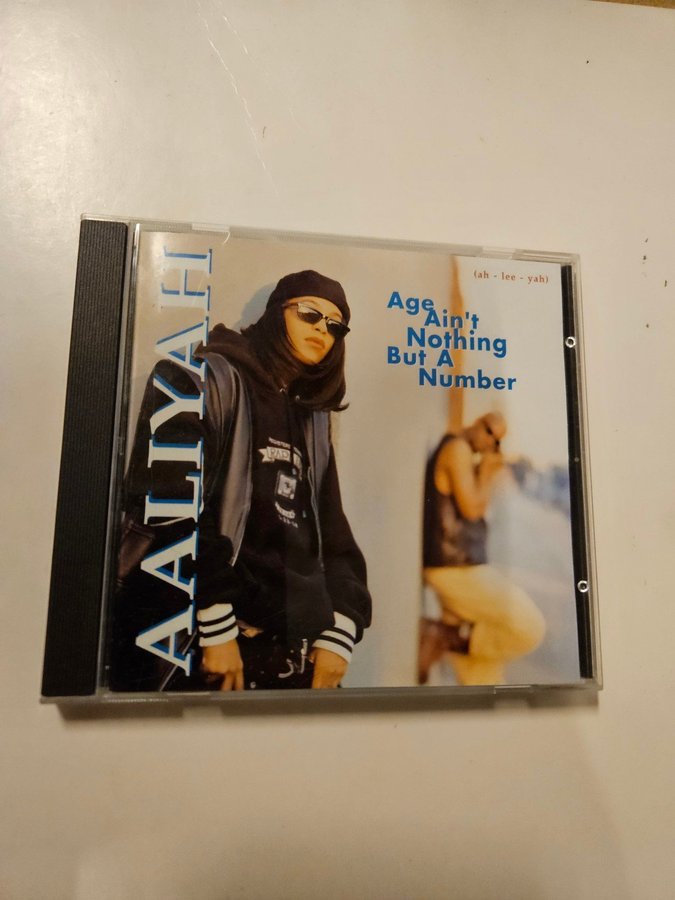 AALIYAH
(ah - lee - yah)
Age
Ain't
Nothing
But A
Number